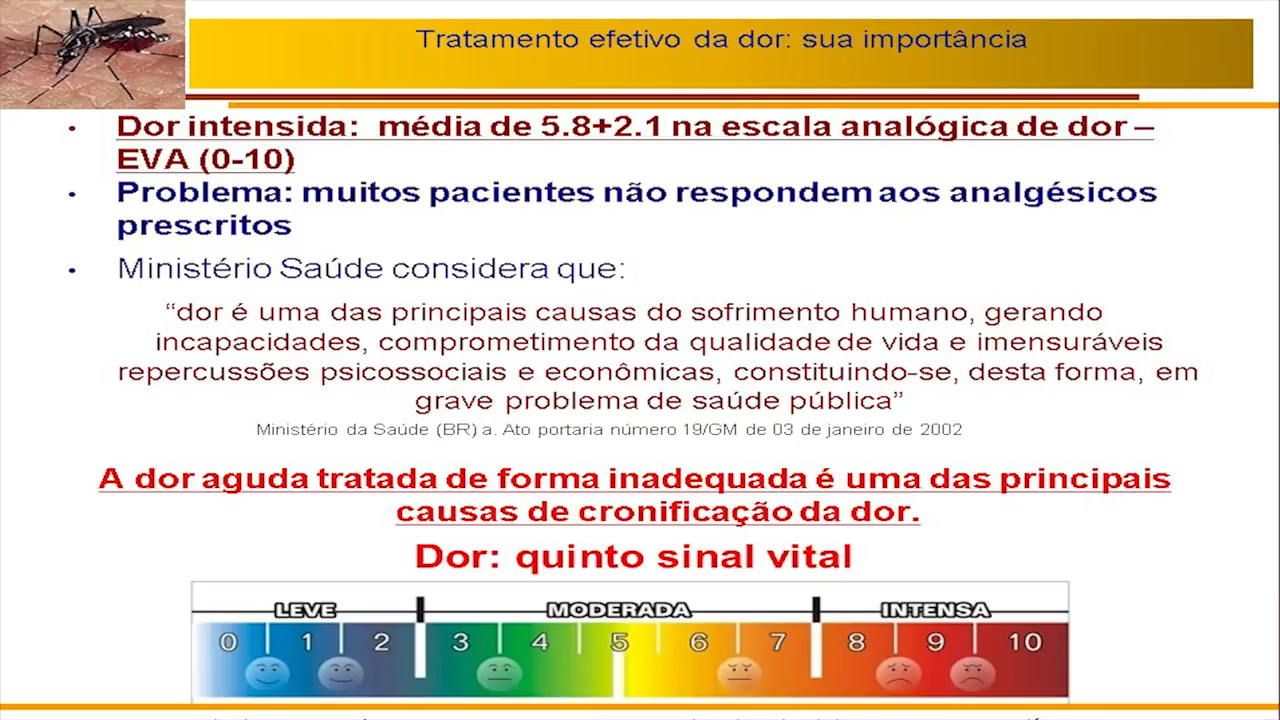 Tratamento efetivo da dor: sua importância
• Dor intensida: média de 5.8+2.1 na escala analógica de dor –
EVA (0-10)
• Problema: muitos pacientes não respondem aos analgésicos
prescritos
• Ministério Saúde considera que:
“dor é uma das principais causas do sofrimento humano, gerando
incapacidades, comprometimento da qualidade de vida e imensuráveis
repercussões psicossociais e econômicas, constituindo-se, desta forma, em
grave problema de saúde pública”
Ministério da Saúde (BR) a. Ato portaria número 19/GM de 03 de janeiro de 2002
A dor aguda tratada de forma inadequada é uma das principais
causas de cronificação da dor.
Dor: quinto sinal vital
LEVE MODERADA INTENSA
0 1 2 3 4 5 6 7 8 9 10